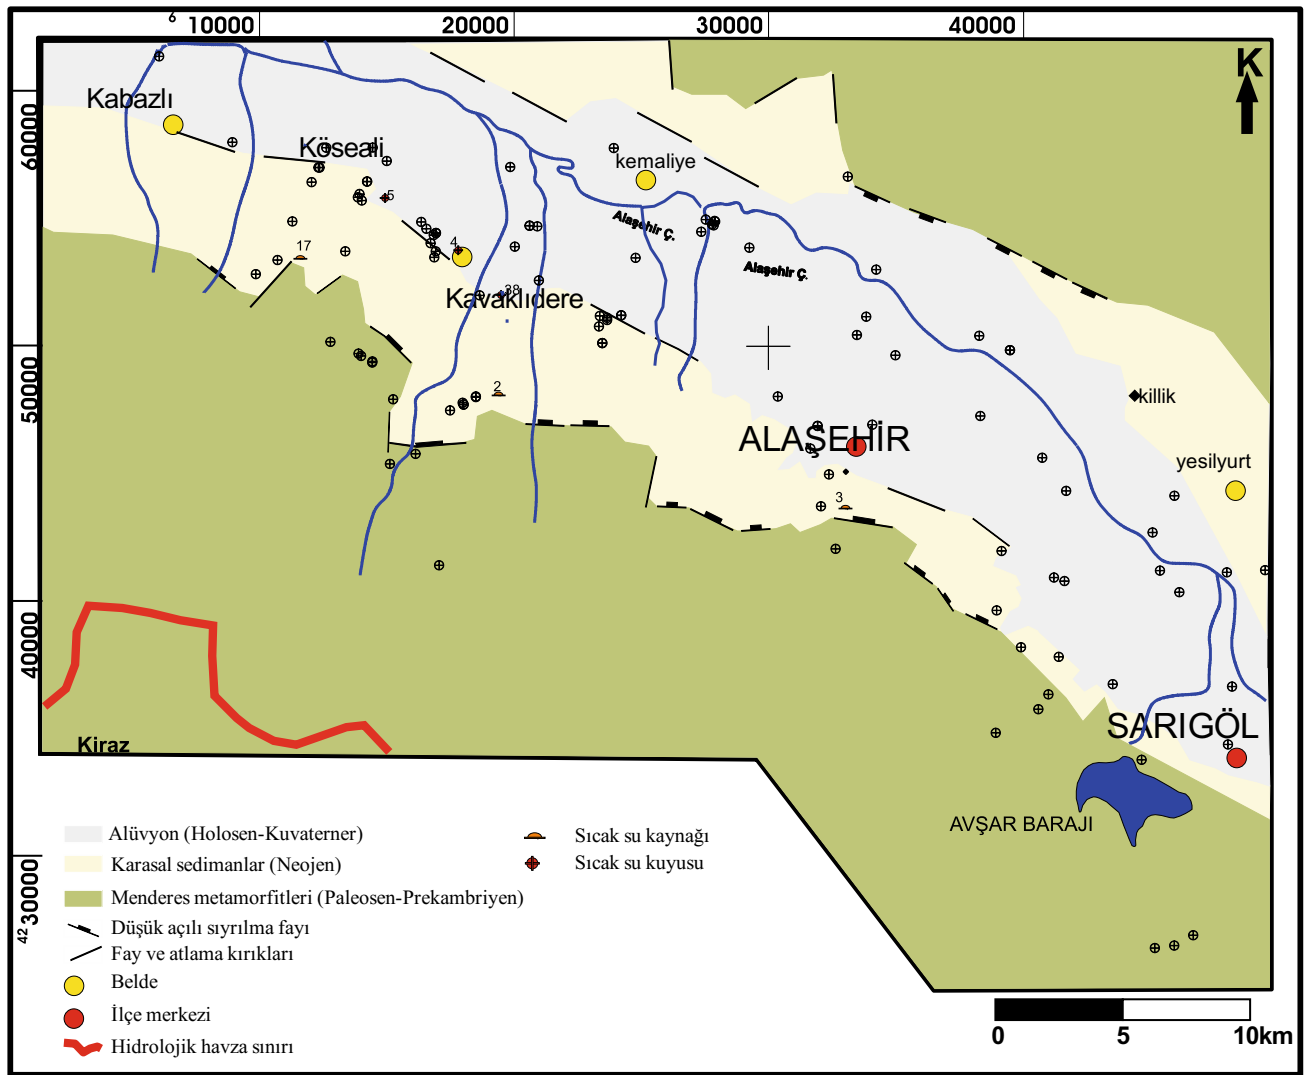 6 10000 20000 30000 40000
K
60000
50000
40000
42 30000
Kabazlı
Köseali
kemaliye
5
Alaşehir Ç.
17
4
Alaşehir Ç.
38
Kavaklıdere
2
killik
ALAŞEHİR
yesilyurt
3
SARIGÖL
Kiraz
AVŞAR BARAJI
Alüvyon (Holosen-Kuvaterner)
Karasal sedimanlar (Neojen)
Menderes metamorfitleri (Paleosen-Prekambriyen)
Düşük açılı sıyrılma fayı
Fay ve atlama kırıkları
Belde
İlçe merkezi
Hidrolojik havza sınırı
Sıcak su kaynağı
Sıcak su kuyusu
0 5 10km